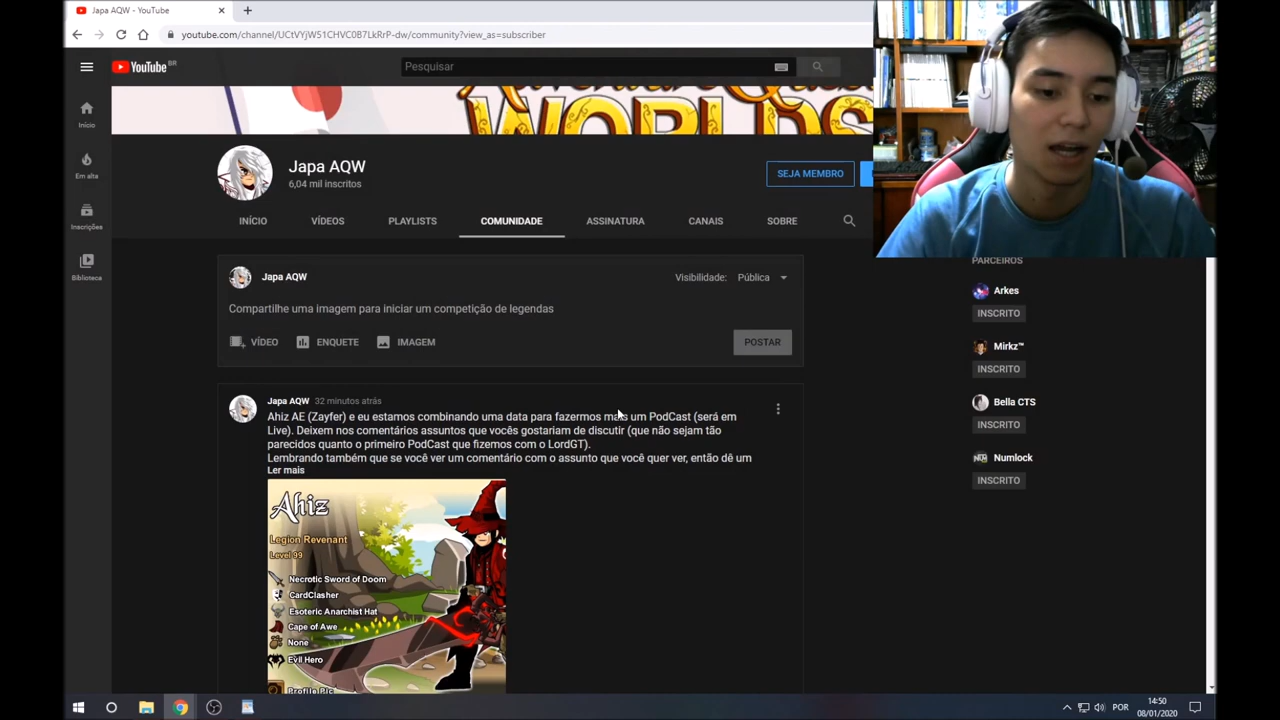 Japa AQW - YouTube
youtube.com/channel/UCtVYjW51CHVC0B7LkRrP-dw/community?view_as=subscriber
YouTube BR
Pesquisar
WORLDS
Início
Em alta
Inscrições
Biblioteca
Japa AQW
6,04 mil inscritos
SEJA MEMBRO
INÍCIO VÍDEOS PLAYLISTS COMUNIDADE ASSINATURA CANAIS SOBRE
Japa AQW
Visibilidade: Pública
Compartilhe uma imagem para iniciar um competição de legendas
VÍDEO ENQUETE IMAGEM
POSTAR
Japa AQW 32 minutos atrás
Ahiz AE (Zayfer) e eu estamos combinando uma data para fazermos mais um PodCast (será em
Live). Deixem nos comentários assuntos que vocês gostariam de discutir (que não sejam tão
parecidos quanto o primeiro PodCast que fizemos com o LordGT).
Lembrando também que se você ver um comentário com o assunto que você quer ver, então dê um
Ler mais
Ahiz
Legion Revenant
Level 99
Necrotic Sword of Doom
CardClasher
Esoteric Anarchist Hat
Cape of Awe
None
Evil Hero
Profile Pic
PARCEIROS
Arkes
INSCRITO
Mirkz™
INSCRITO
Bella CTS
INSCRITO
Numlock
INSCRITO
POR
14:50
08/01/2020